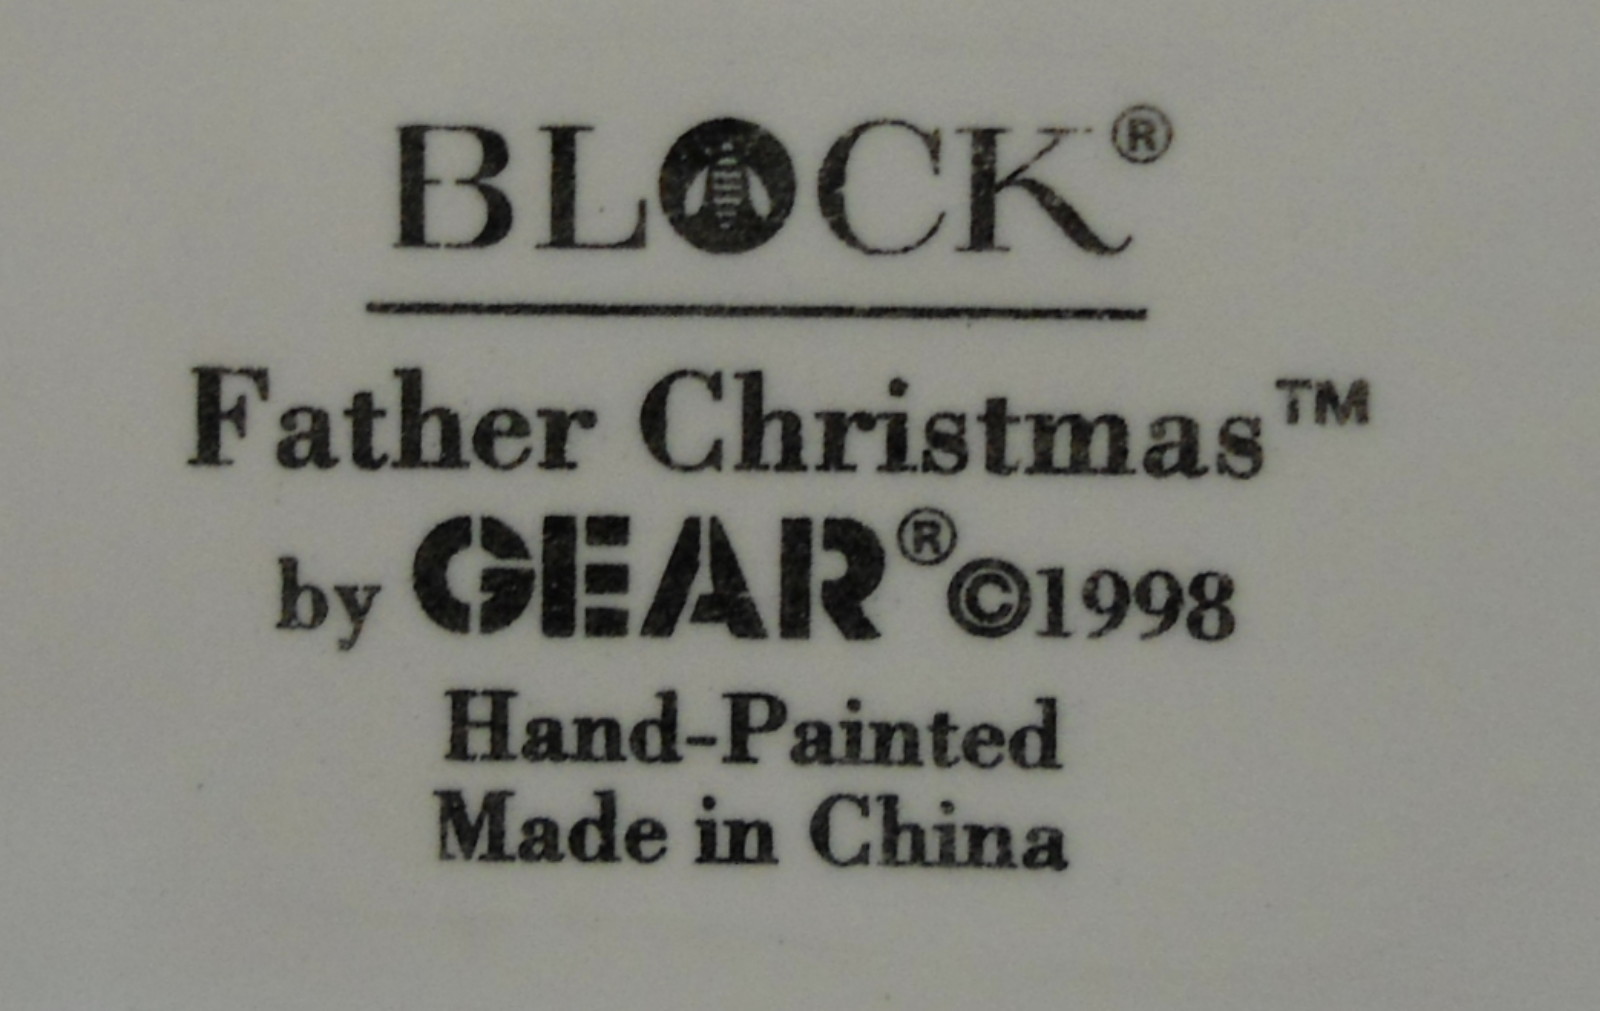 BLOCK®
Father Christmas™
by GEAR® ©1998
Hand-Painted
Made in China